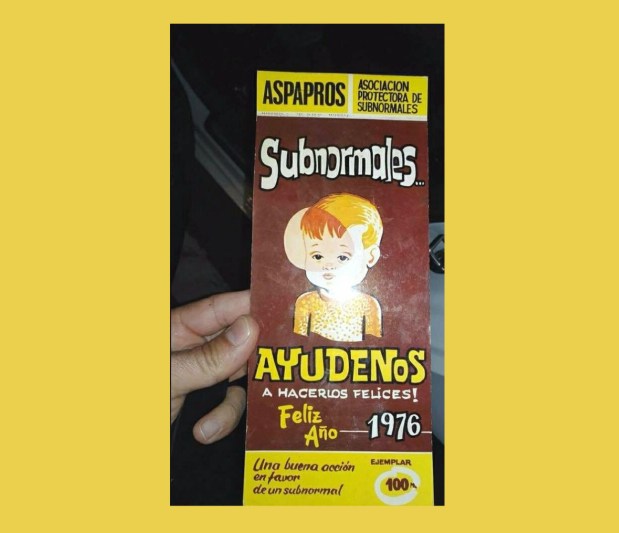 ASPAPROS
ASOCIACION
PROTECTORA DE
SUBNORMALES
Subnormales...
AYUDENOS
A HACERLOS FELICES!
Feliz
Año
1976
Una buena acción
en favor
de un subnormal
EJEMPLAR
100